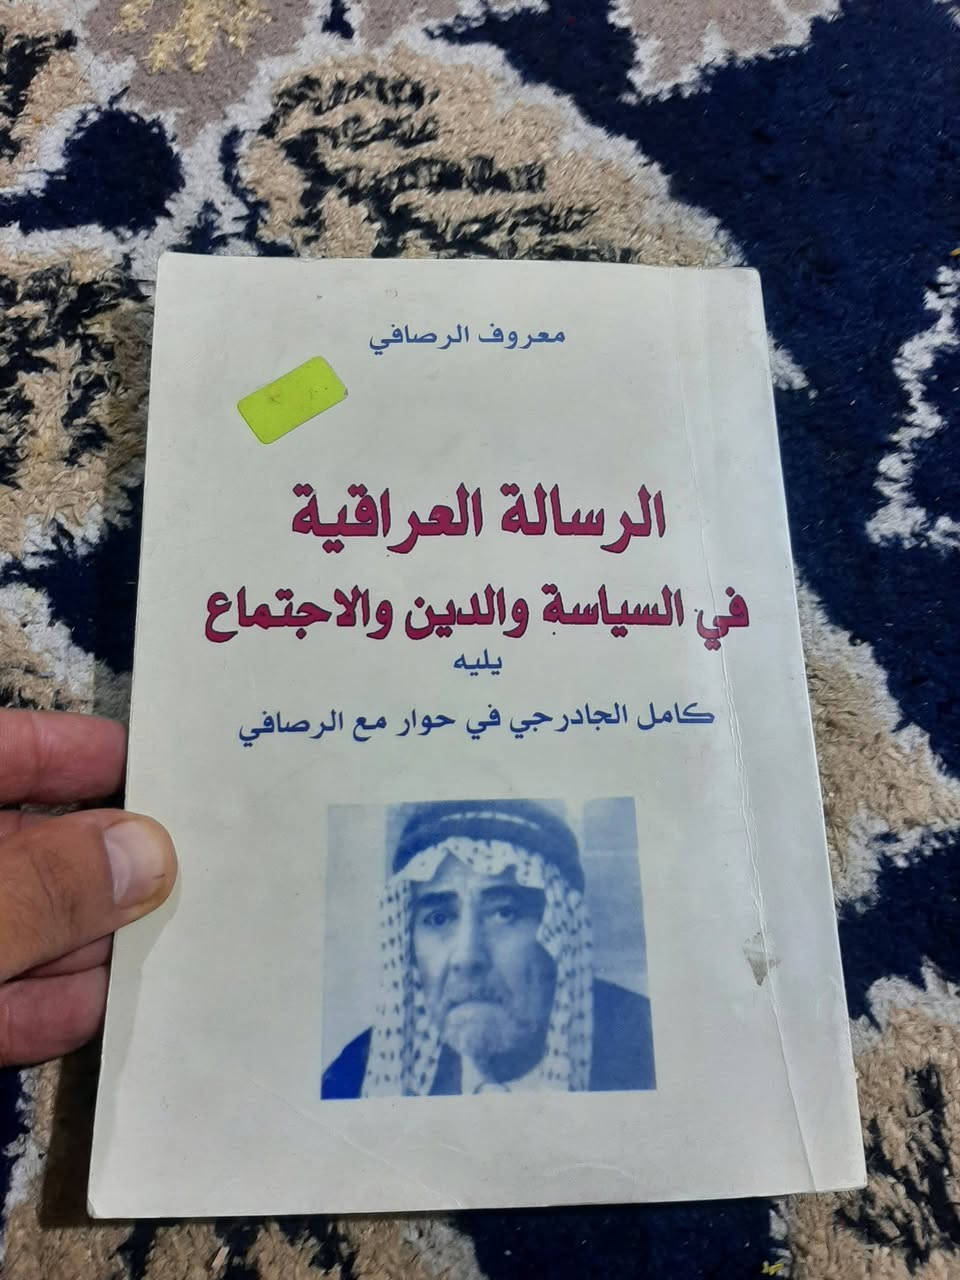 معروف الرصافي
الرسالة العراقية
في السياسة والدين والاجتماع
يليه
كامل الجادرجي في حوار مع الرصافي